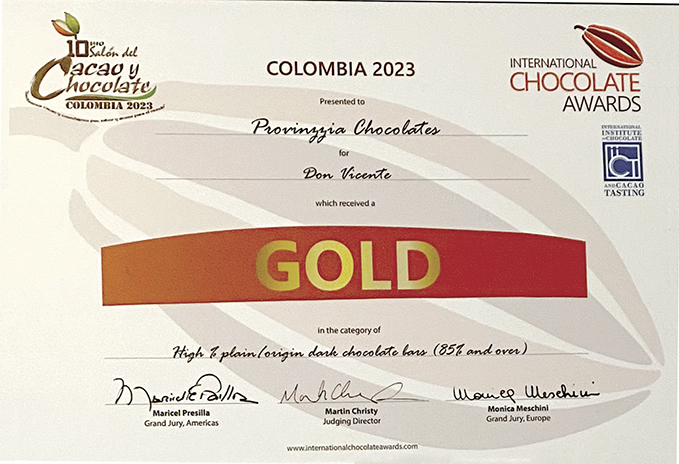 10mo
Salón del
Cacao y
Chocolate
COLOMBIA 2023
COLOMBIA 2023
INTERNATIONAL
CHOCOLATE
AWARDS
Presented to
Provinzzia Chocolates
for
Don Vicente
which received a
INTERNATIONAL
INSTITUTE
OF CHOCOLATE
AND CACAO
TASTING
GOLD
in the category of
High % plain/origin dark chocolate bars (85% and over)
Maricel Presilla
Grand Jury, Americas
Martin Christy
Judging Director
Monica Meschini
Grand Jury, Europe
www.internationalchocolateawards.com